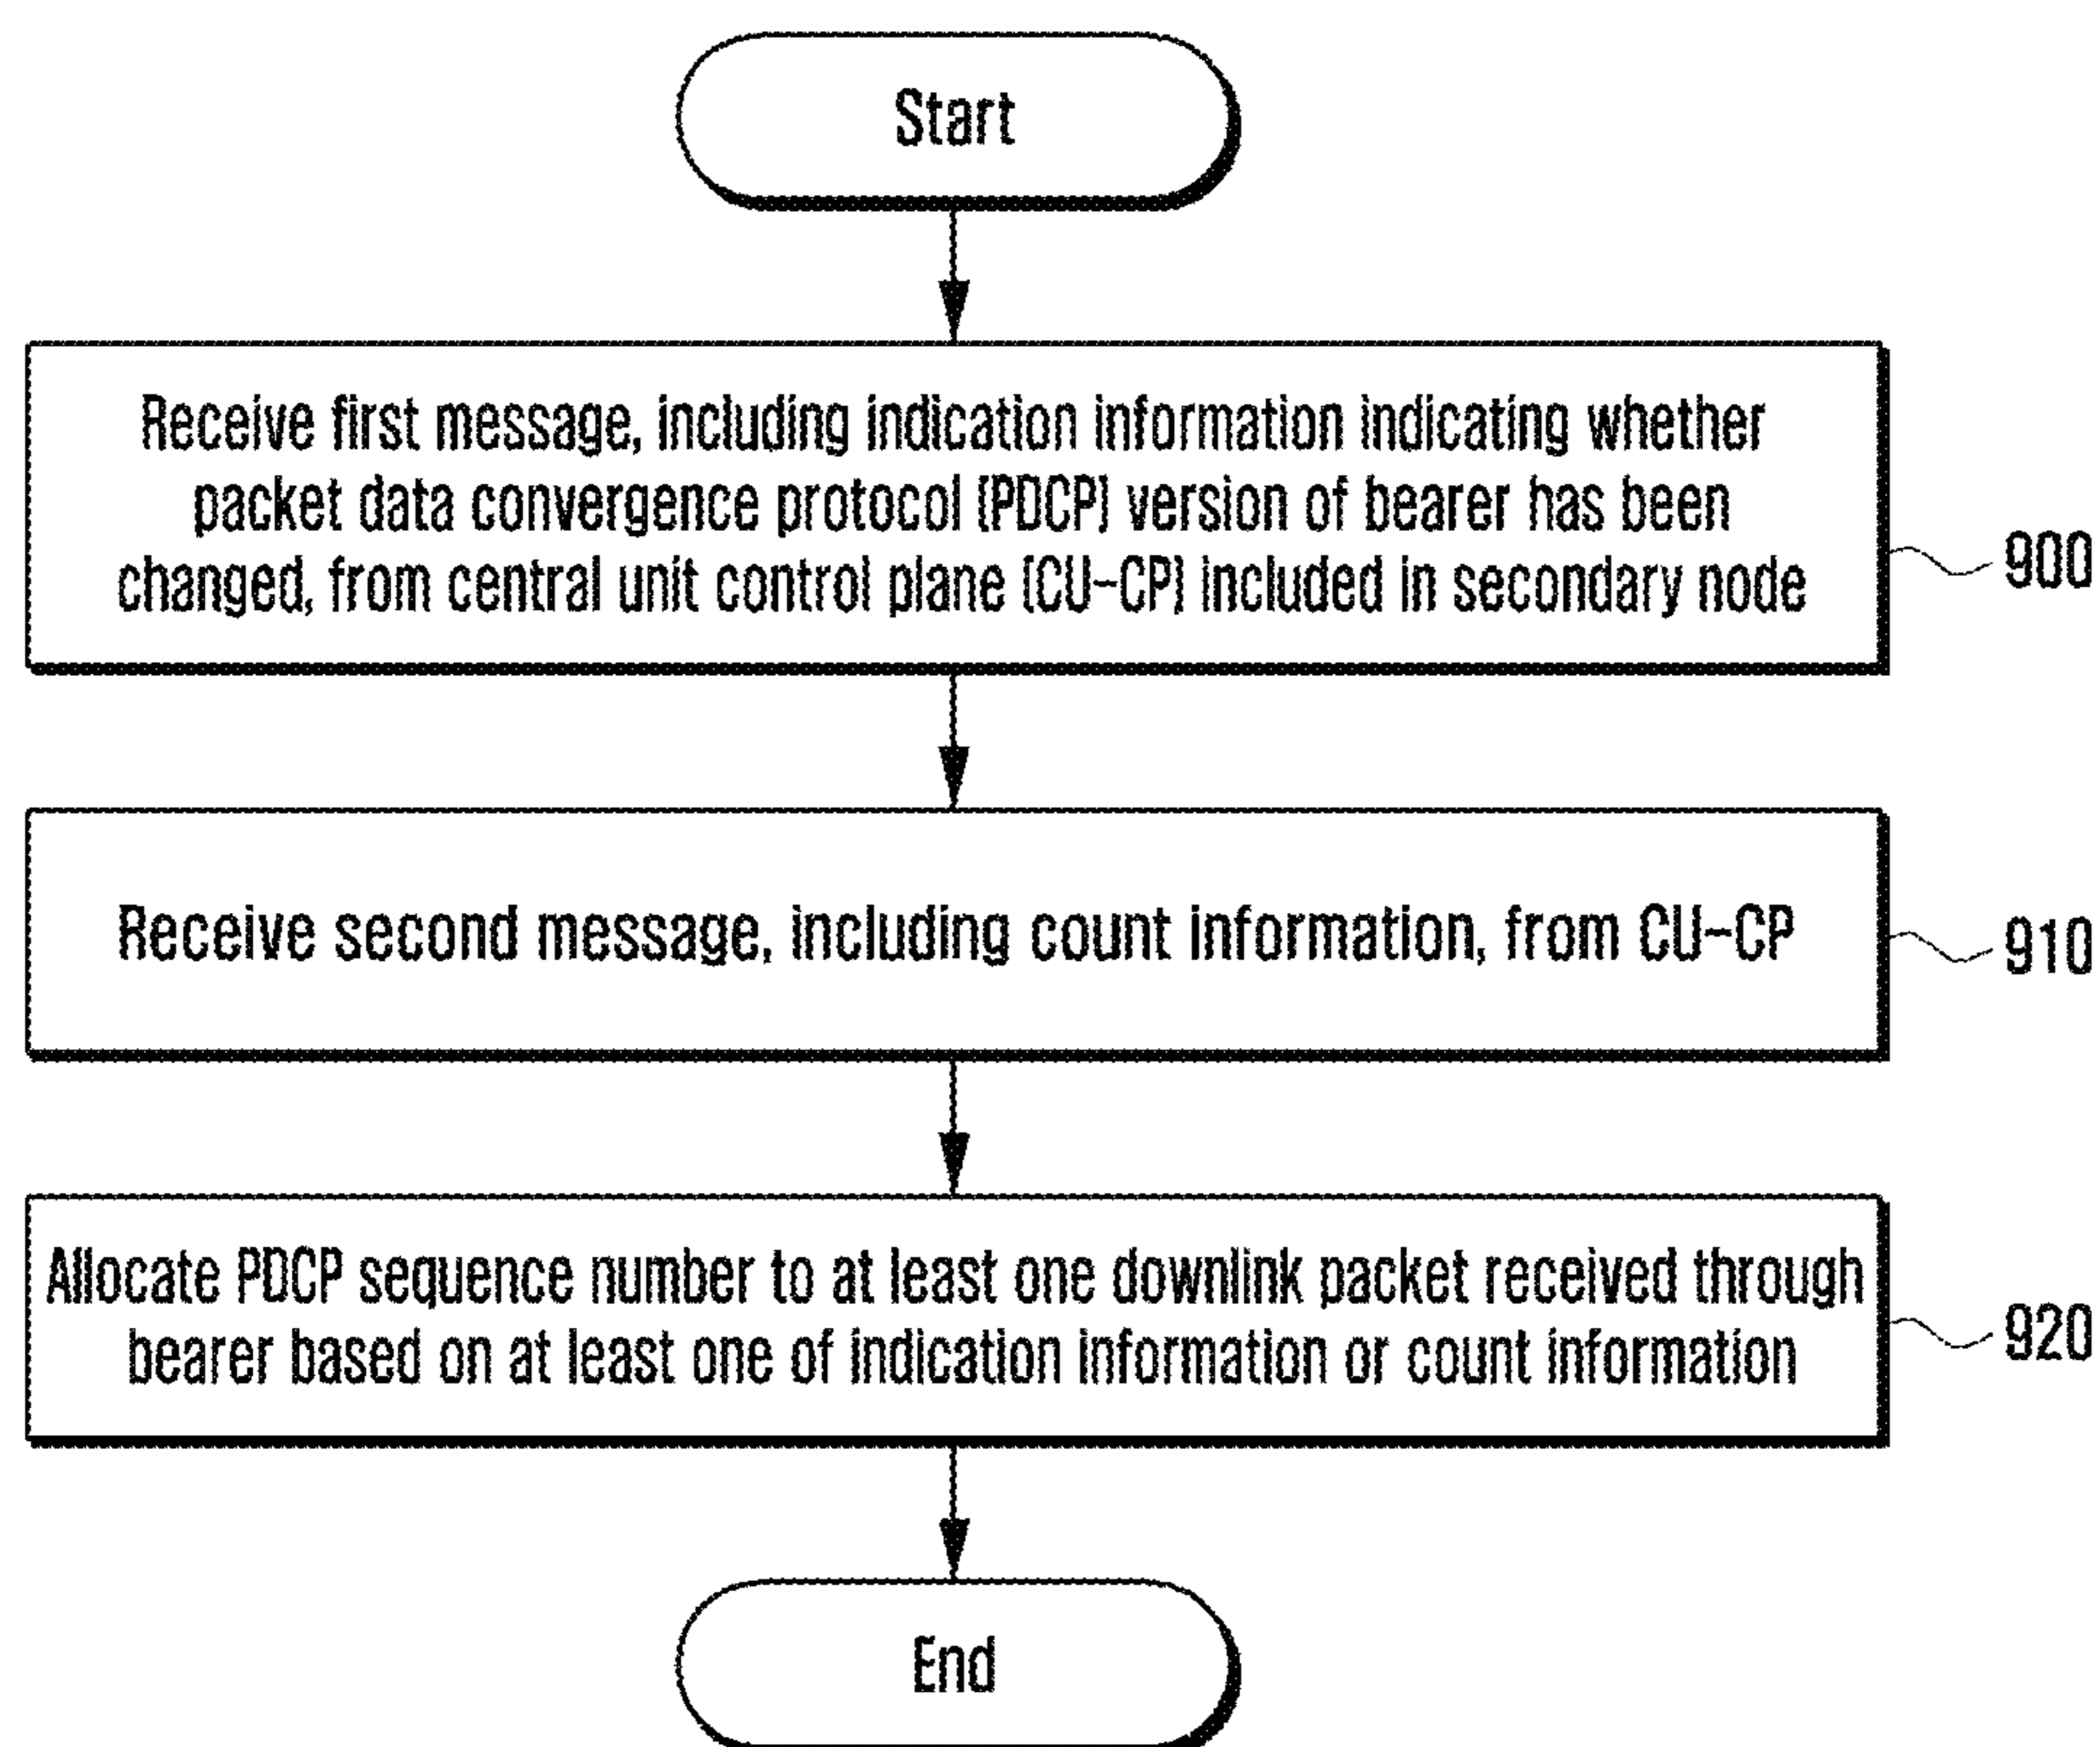 Start
Receive first message, including indication information indicating whether
packet data convergence protocol (PDCP) version of bearer has been
changed, from central unit control plane (CU-CP) included in secondary node
900
Receive second message, including count information, from CU-CP
910
Allocate PDCP sequence number to at least one downlink packet received through
bearer based on at least one of indication information or count information
920
End